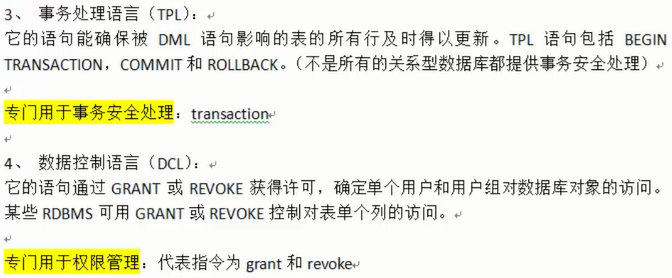 3、 事务处理语言（TPL）：
它的语句能确保被 DML 语句影响的表的所有行及时得以更新。TPL 语句包括 BEGIN
TRANSACTION，COMMIT 和 ROLLBACK。（不是所有的关系型数据库都提供事务安全处理）
专门用于事务安全处理：transaction
4、 数据控制语言（DCL）：
它的语句通过 GRANT 或 REVOKE 获得许可，确定单个用户和用户组对数据库对象的访问。
某些 RDBMS 可用 GRANT 或 REVOKE 控制对表单个列的访问。
专门用于权限管理：代表指令为 grant 和 revoke